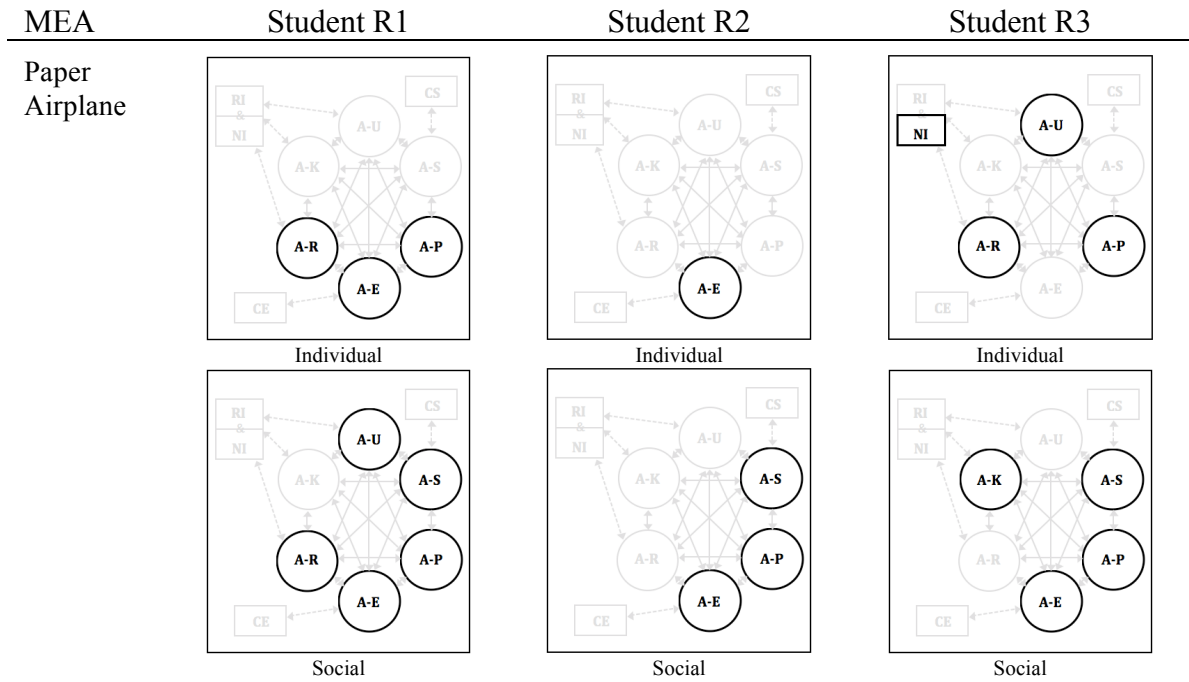 MEA Student R1 Student R2 Student R3
Paper
Airplane
RI
&
NI
CS
A-U
A-K
A-S
A-R
A-P
A-E
CE
Individual
RI
&
NI
CS
A-U
A-K
A-S
A-R
A-P
A-E
CE
Individual
RI
&
NI
CS
A-U
A-K
A-S
A-R
A-P
A-E
CE
Individual
RI
&
NI
CS
A-U
A-K
A-S
A-R
A-P
A-E
CE
Social
RI
&
NI
CS
A-U
A-K
A-S
A-R
A-P
A-E
CE
Social
RI
&
NI
CS
A-U
A-K
A-S
A-R
A-P
A-E
CE
Social